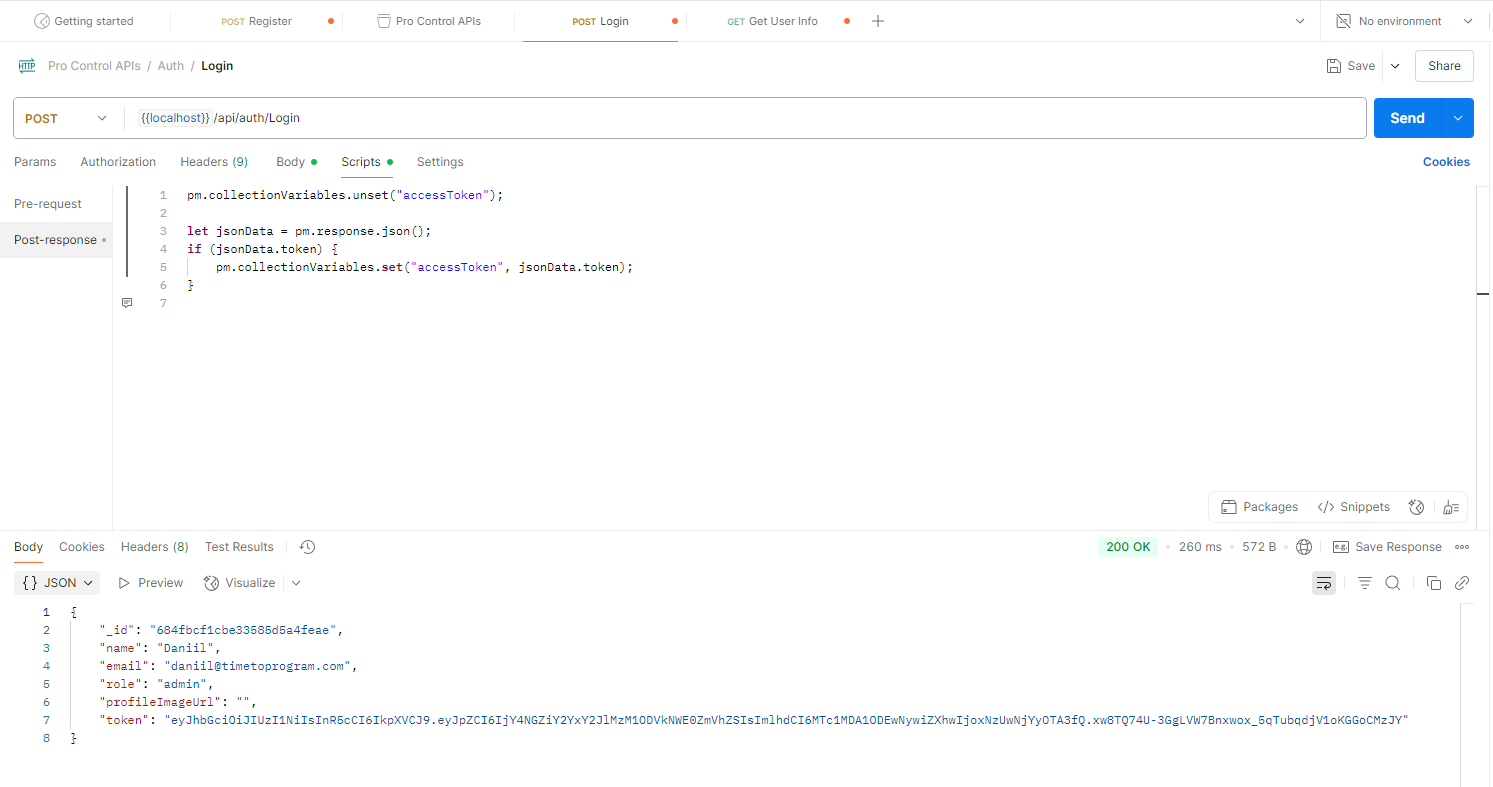 Getting started
POST Register
Pro Control APIs
POST Login
GET Get User Info
No environment
HTTP Pro Control APIs / Auth / Login
Save
Share
POST
{{localhost}} /api/auth/Login
Send
Params
Authorization
Headers (9)
Body
Scripts
Settings
Cookies
Pre-request
Post-response
1 pm.collectionVariables.unset("accessToken");
2
3 let jsonData = pm.response.json();
4 if (jsonData.token) {
5 pm.collectionVariables.set("accessToken", jsonData.token);
6 }
7
Packages
Snippets
Body
Cookies
Headers (8)
Test Results
200 OK
260 ms
572 B
e.g. Save Response
{} JSON
Preview
Visualize
1 {
2 "_id": "684fbcf1cbe33585d5a4feae",
3 "name": "Daniil",
4 "email": "daniil@timetoprogram.com",
5 "role": "admin",
6 "profileImageUrl": "",
7 "token": "eyJhbGciOiJIUzI1NiIsInR5cCI6IkpXVCJ9.eyJpZCI6IjY4NGZiY2YxY2JlMzM1ODVkNWE0ZmVhZSIsImlhdCI6MTc1MDA1ODEwNywiZXhwIjoxNzUwNjYyOTA3fQ.xw8TQ74U-3GgLVW7Bnxwox_5qTubqdjV1oKGGoCMzJY"
8 }